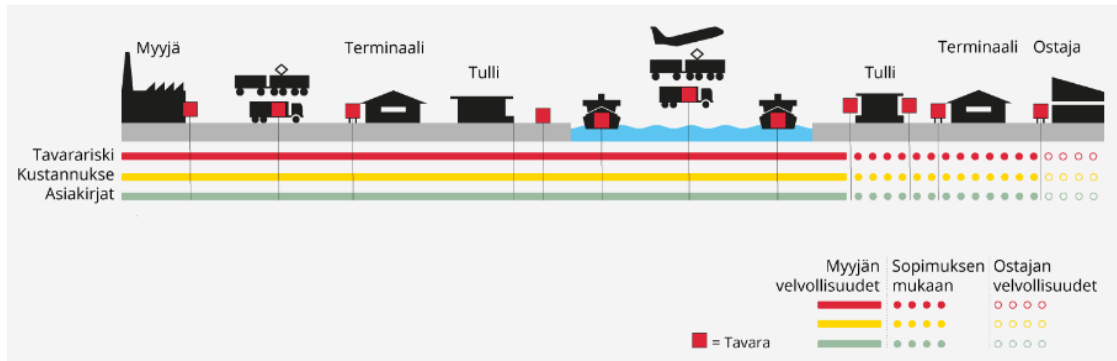 Myyjä
Terminaali
Tulli
Tulli
Terminaali
Ostaja
Tavarariski
Kustannukse
Asiakirjat
Myyjän
velvollisuudet
Sopimuksen
mukaan
Ostajan
velvollisuudet
= Tavara